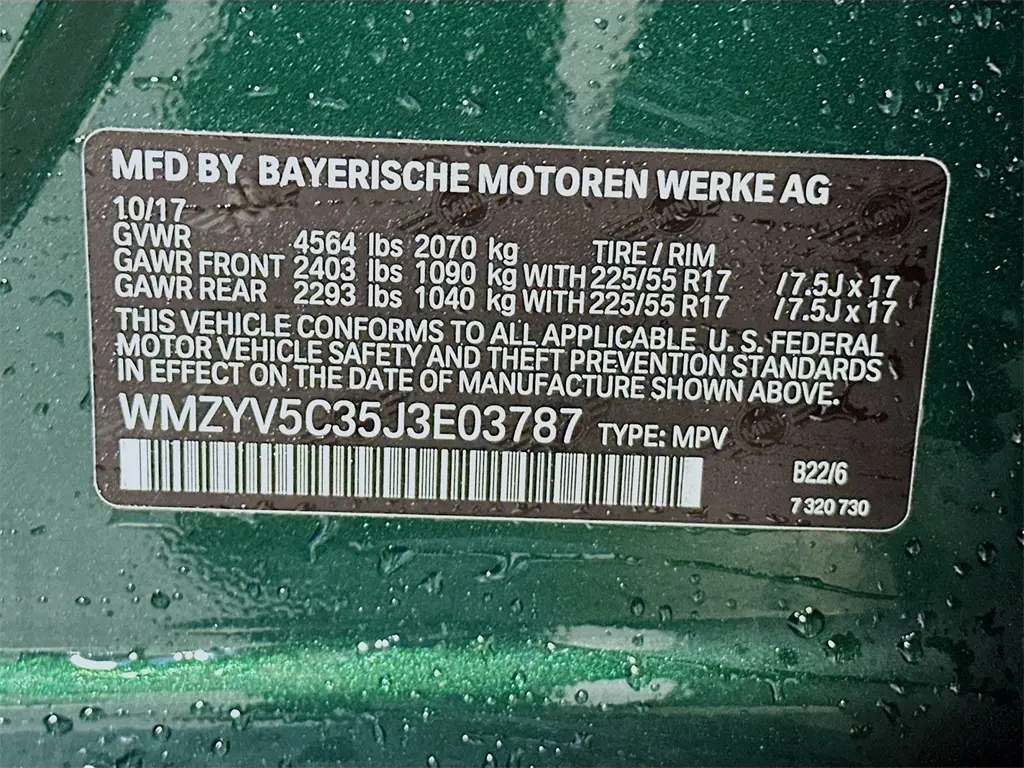 MFD BY BAYERISCHE MOTOREN WERKE AG
10/17
GVWR 4564 lbs 2070 kg TIRE / RIM
GAWR FRONT 2403 lbs 1090 kg WITH 225/55 R17 /7.5J x 17
GAWR REAR 2293 lbs 1040 kg WITH 225/55 R17 /7.5J x 17
THIS VEHICLE CONFORMS TO ALL APPLICABLE U. S. FEDERAL
MOTOR VEHICLE SAFETY AND THEFT PREVENTION STANDARDS
IN EFFECT ON THE DATE OF MANUFACTURE SHOWN ABOVE.
WMZYV5C35J3E03787 TYPE: MPV
B22/6
7 320 730